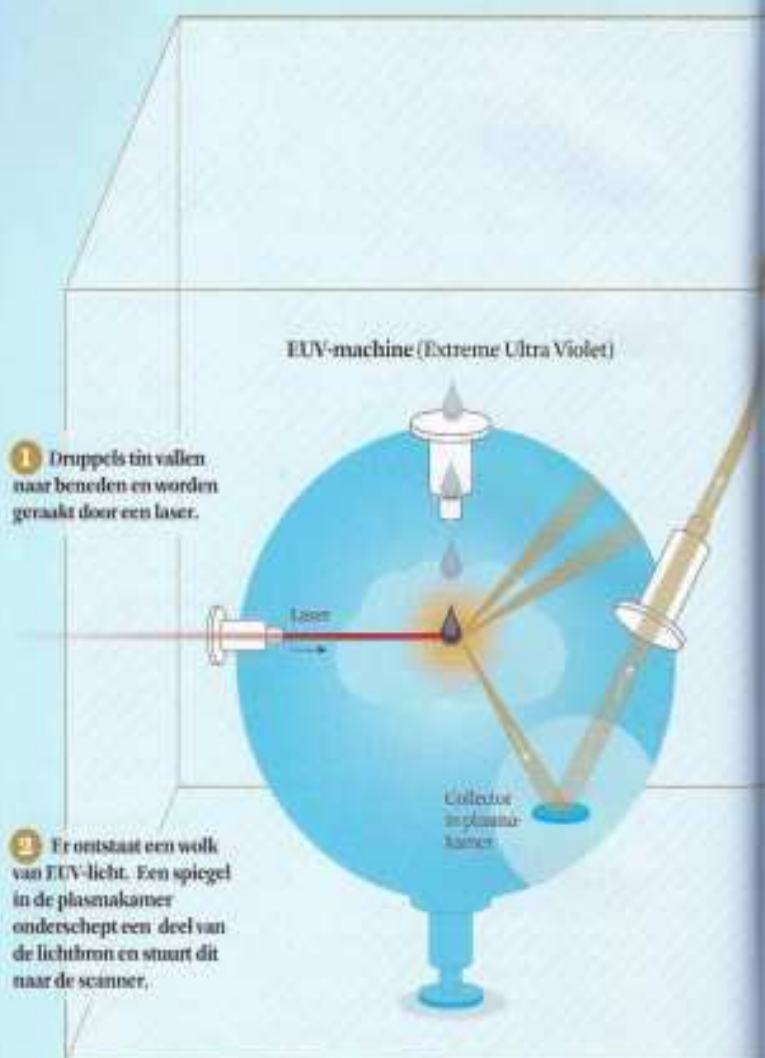 EUV-machine (Extreme Ultra Violet)
1 Druppels tin vallen
naar beneden en worden
geraakt door een laser.
Laser
Collector
in plasma-
kamer
2 Er ontstaat een wolk
van EUV-licht. Een spiegel
in de plasmakamer
onderschept een deel van
de lichtbron en stuurt dit
naar de scanner.